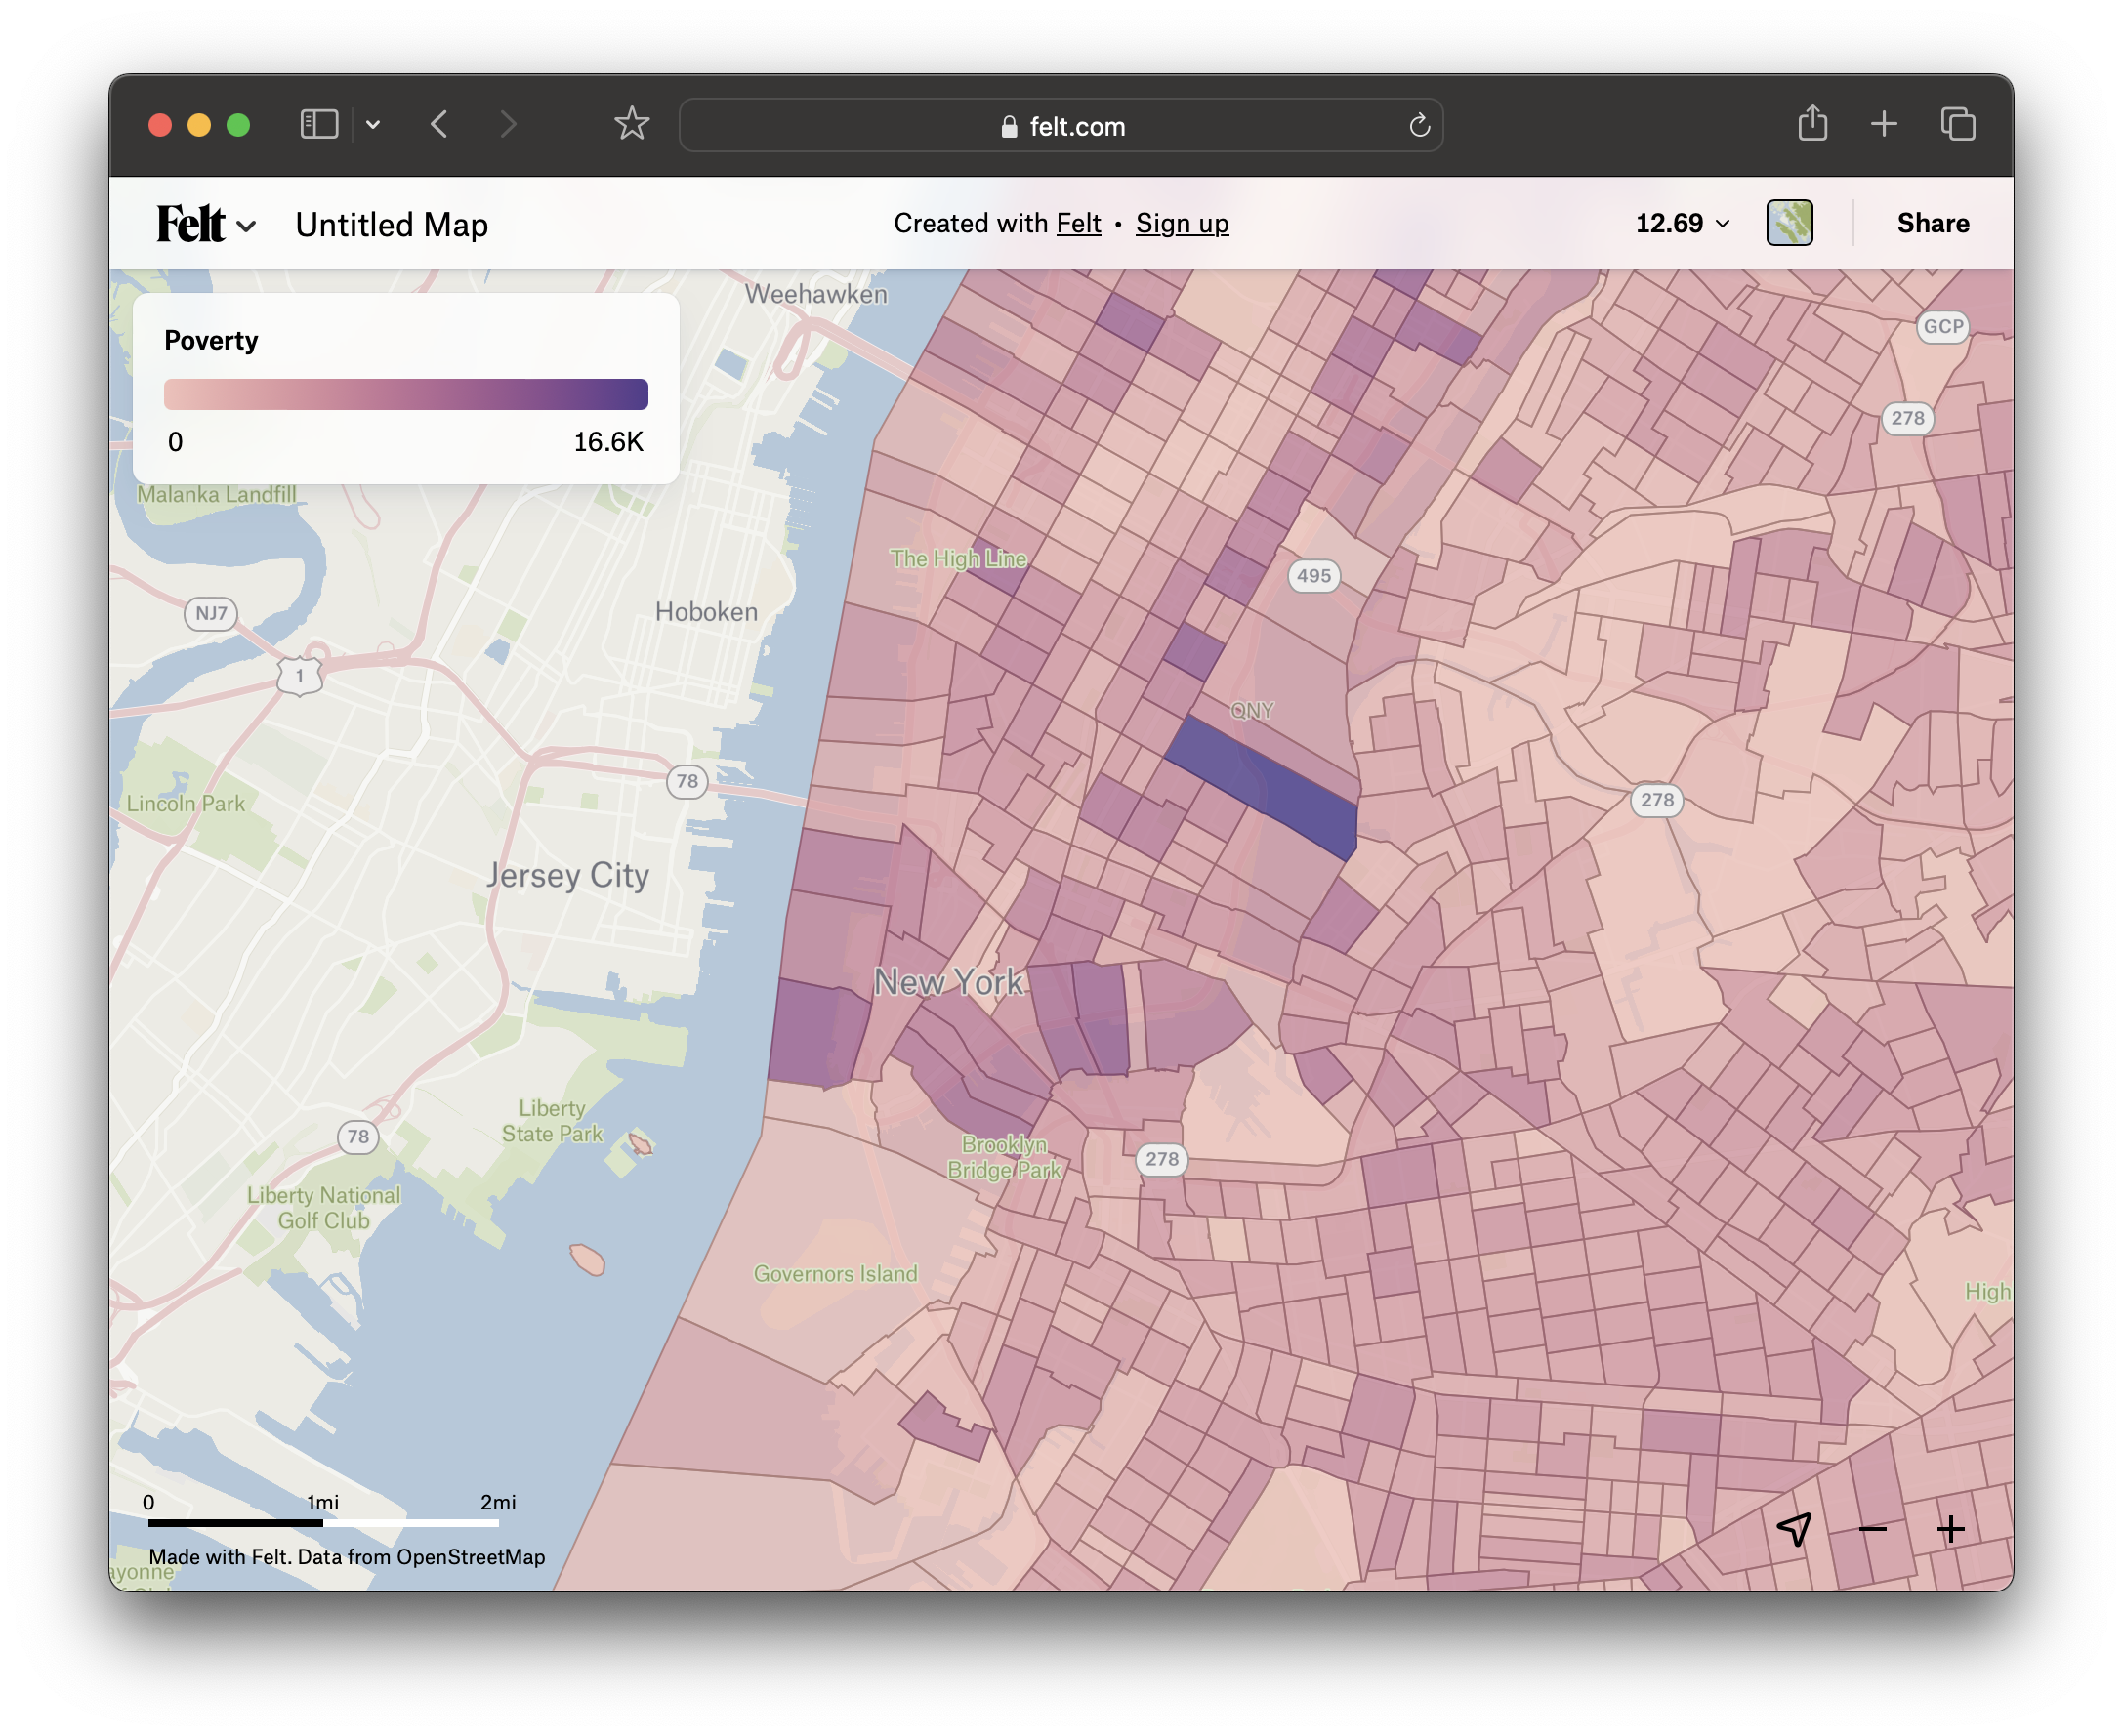 felt.com
Felt
Untitled Map
Created with Felt • Sign up
12.69
Share
Poverty
0
16.6K
Weehawken
GCP
278
Malanka Landfill
The High Line
495
NJ7
Hoboken
1
QNY
78
278
Lincoln Park
Jersey City
New York
Liberty
State Park
78
Brooklyn
Bridge Park
278
Liberty National
Golf Club
Governors Island
High
0 1mi 2mi
Made with Felt. Data from OpenStreetMap
ayonne